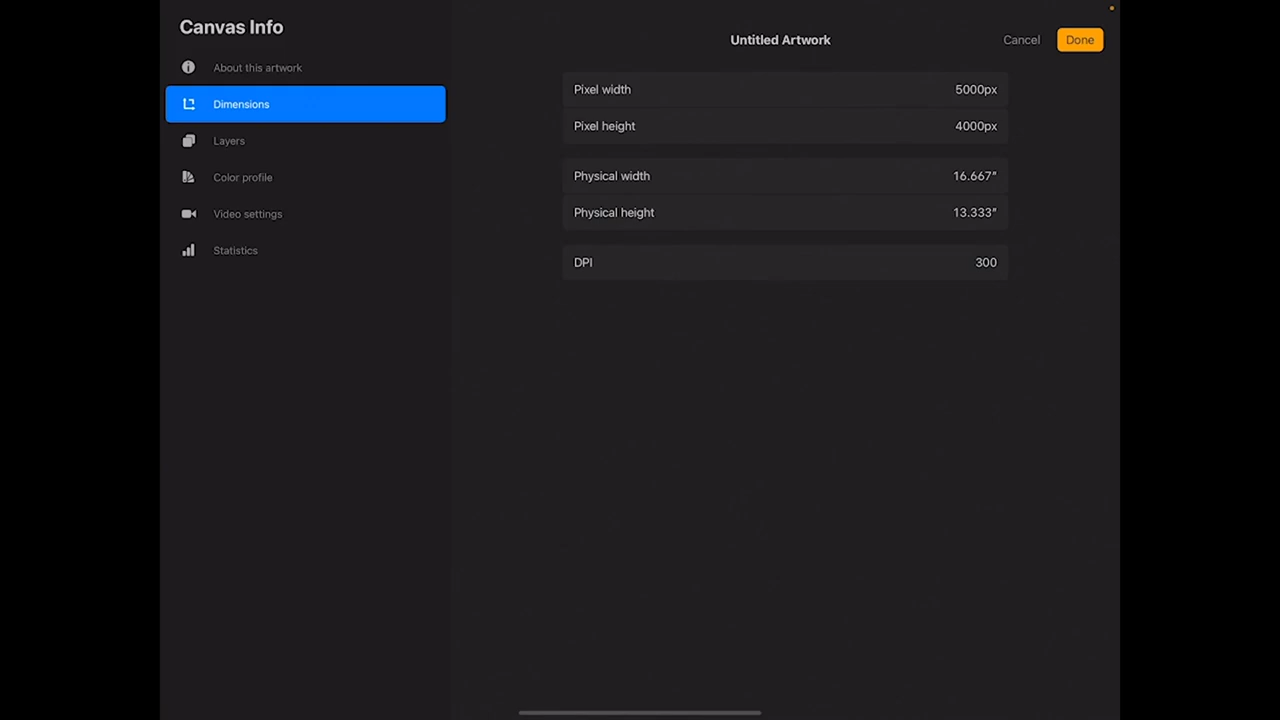 Canvas Info
About this artwork
Dimensions
Layers
Color profile
Video settings
Statistics
Untitled Artwork
Cancel
Done
Pixel width 5000px
Pixel height 4000px
Physical width 16.667"
Physical height 13.333"
DPI 300